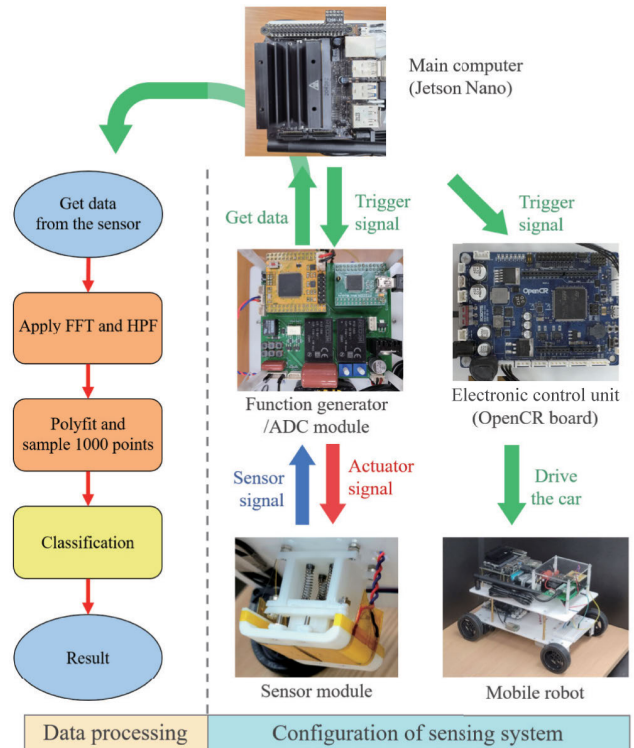 Main computer
(Jetson Nano)
Get data
from the sensor
Get data
Trigger
signal
Trigger
signal
Apply FFT and HPF
OpenCR
Function generator
/ADC module
Electronic control unit
(OpenCR board)
Polyfit and
sample 1000 points
Sensor
signal
Actuator
signal
Drive
the car
Classification
Result
Sensor module
Mobile robot
Data processing
Configuration of sensing system